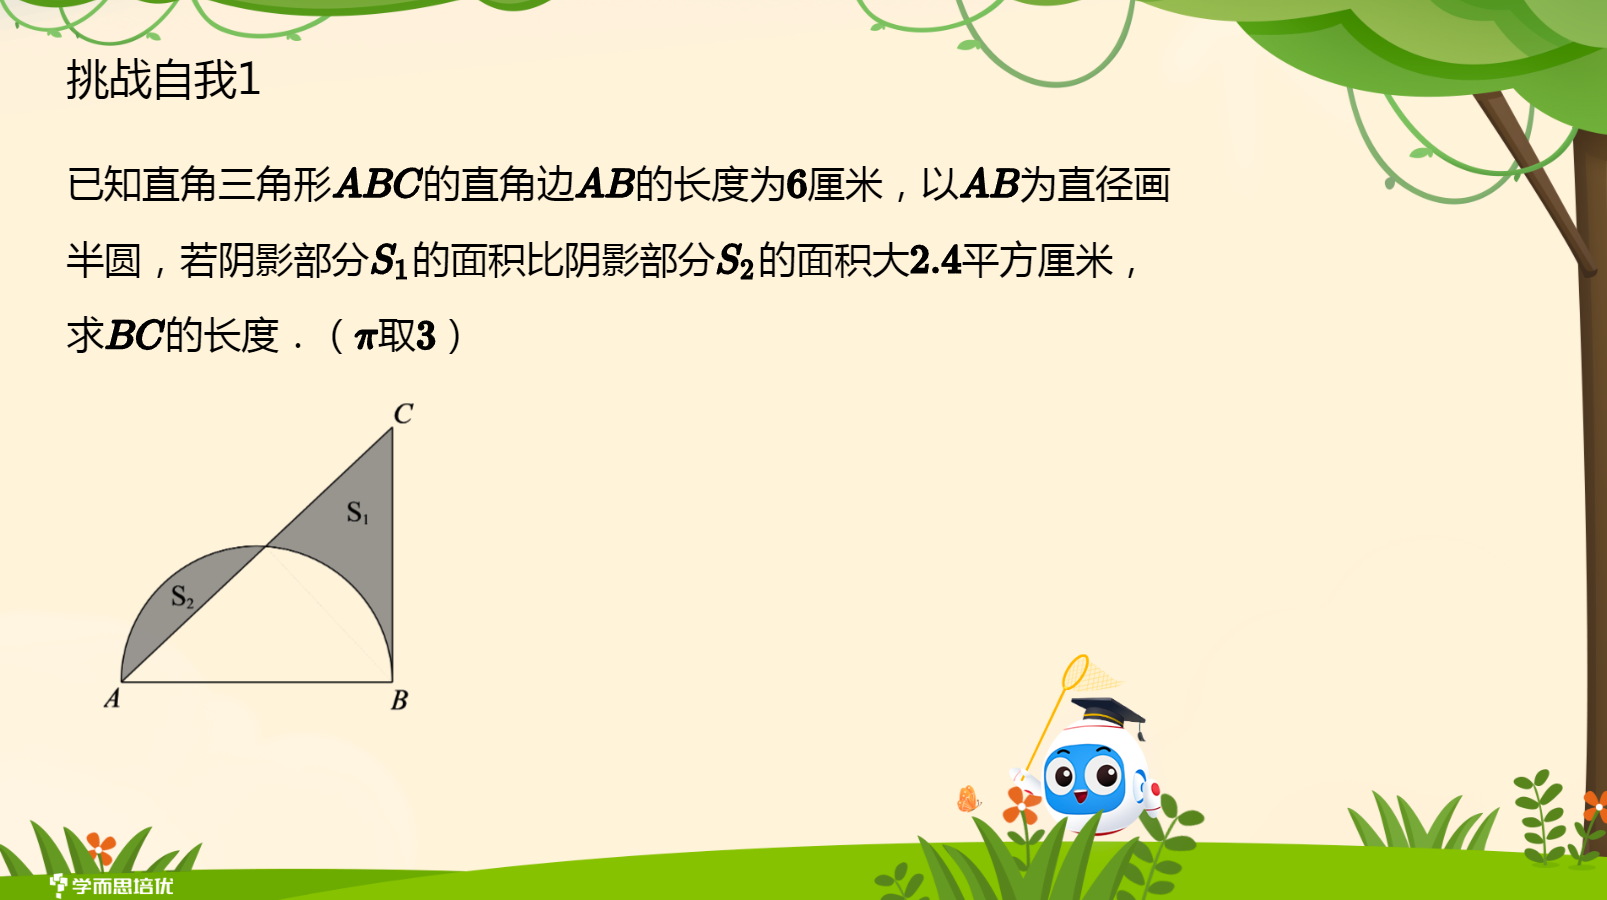 挑战自我1
已知直角三角形ABC的直角边AB的长度为6厘米，以AB为直径画
半圆，若阴影部分S₁的面积比阴影部分S₂的面积大2.4平方厘米，
求BC的长度．（π取3）
C
S₁
S₂
A
B
学而思培优